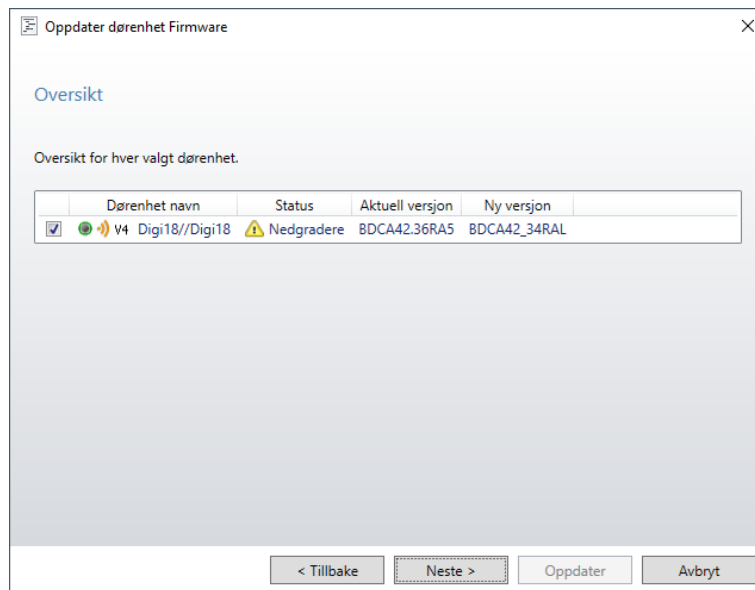 Oppdater dørenhet Firmware
Oversikt
Oversikt for hver valgt dørenhet.
Dørenhet navn Status Aktuell versjon Ny versjon
V4 Digi18//Digi18 Nedgradere BDCA42.36RA5 BDCA42_34RAL
< Tillbake Neste > Oppdater Avbryt